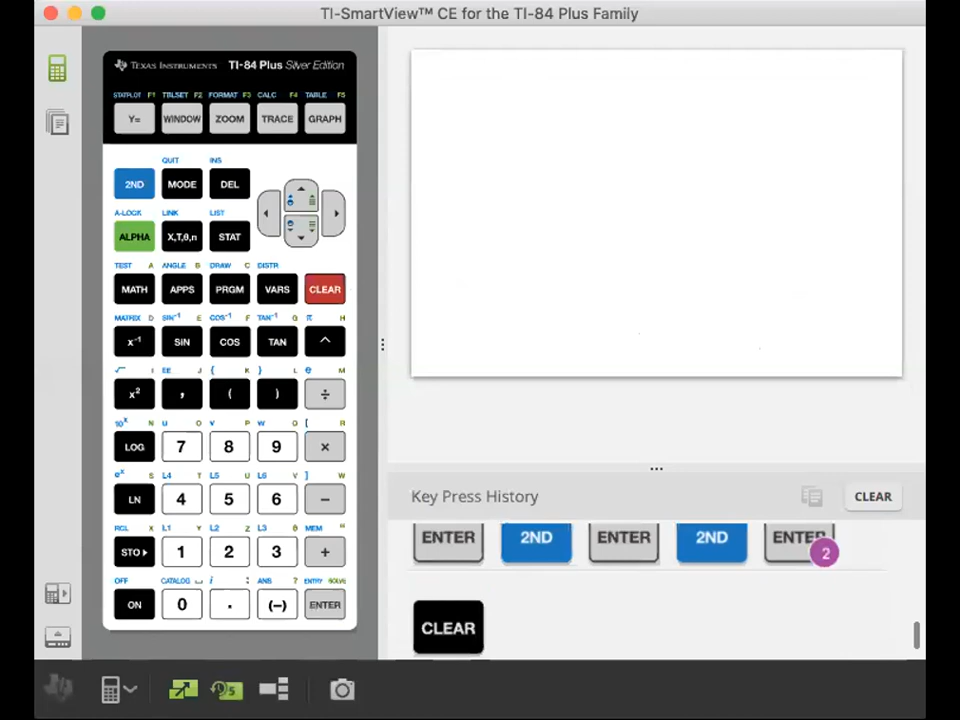 TI-SmartView™ CE for the TI-84 Plus Family
TEXAS INSTRUMENTS TI-84 Plus Silver Edition
STATPLOT F1 TBLSET F2 FORMAT F3 CALC F4 TABLE F5
Y= WINDOW ZOOM TRACE GRAPH
QUIT INS
2ND MODE DEL
A-LOCK LINK LIST
ALPHA X,T,θ,n STAT
TEST A ANGLE B DRAW C DISTR
MATH APPS PRGM VARS CLEAR
MATRIX D SIN⁻¹ E COS⁻¹ F TAN⁻¹ G π H
x⁻¹ SIN COS TAN ^
√ I EE J { K } L e M
x² , ( ) ÷
10ˣ N u O v P w Q [ R
LOG 7 8 9 ×
eˣ S L4 T L5 U L6 V ] W
LN 4 5 6 −
RCL X L1 Y L2 Z L3 θ MEM "
STO▸ 1 2 3 +
OFF CATALOG ⎵ i : ANS ? ENTRY SOLVE
ON 0 . (−) ENTER
Key Press History CLEAR
ENTER 2ND ENTER 2ND ENTER 2
CLEAR
5